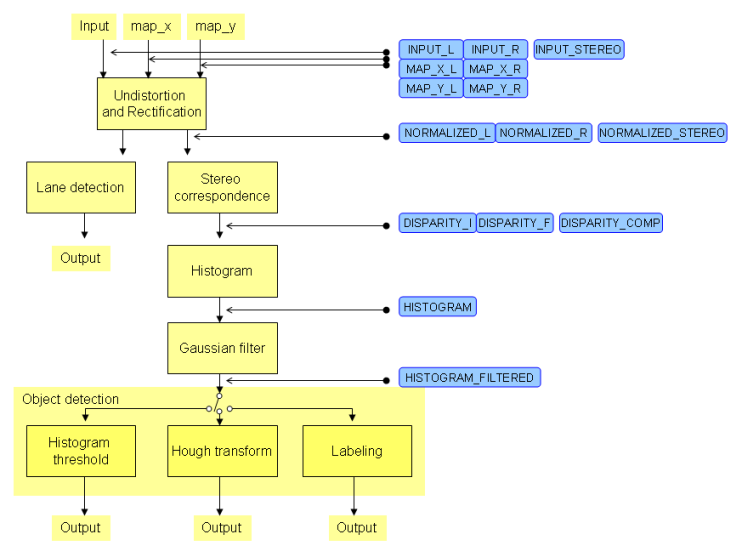 Input map_x map_y
INPUT_L INPUT_R INPUT_STEREO
MAP_X_L MAP_X_R
MAP_Y_L MAP_Y_R
Undistortion
and Rectification
NORMALIZED_L NORMALIZED_R NORMALIZED_STEREO
Lane detection
Stereo
correspondence
DISPARITY_I DISPARITY_F DISPARITY_COMP
Output
Histogram
HISTOGRAM
Gaussian filter
HISTOGRAM_FILTERED
Object detection
Histogram
threshold
Hough transform
Labeling
Output Output Output